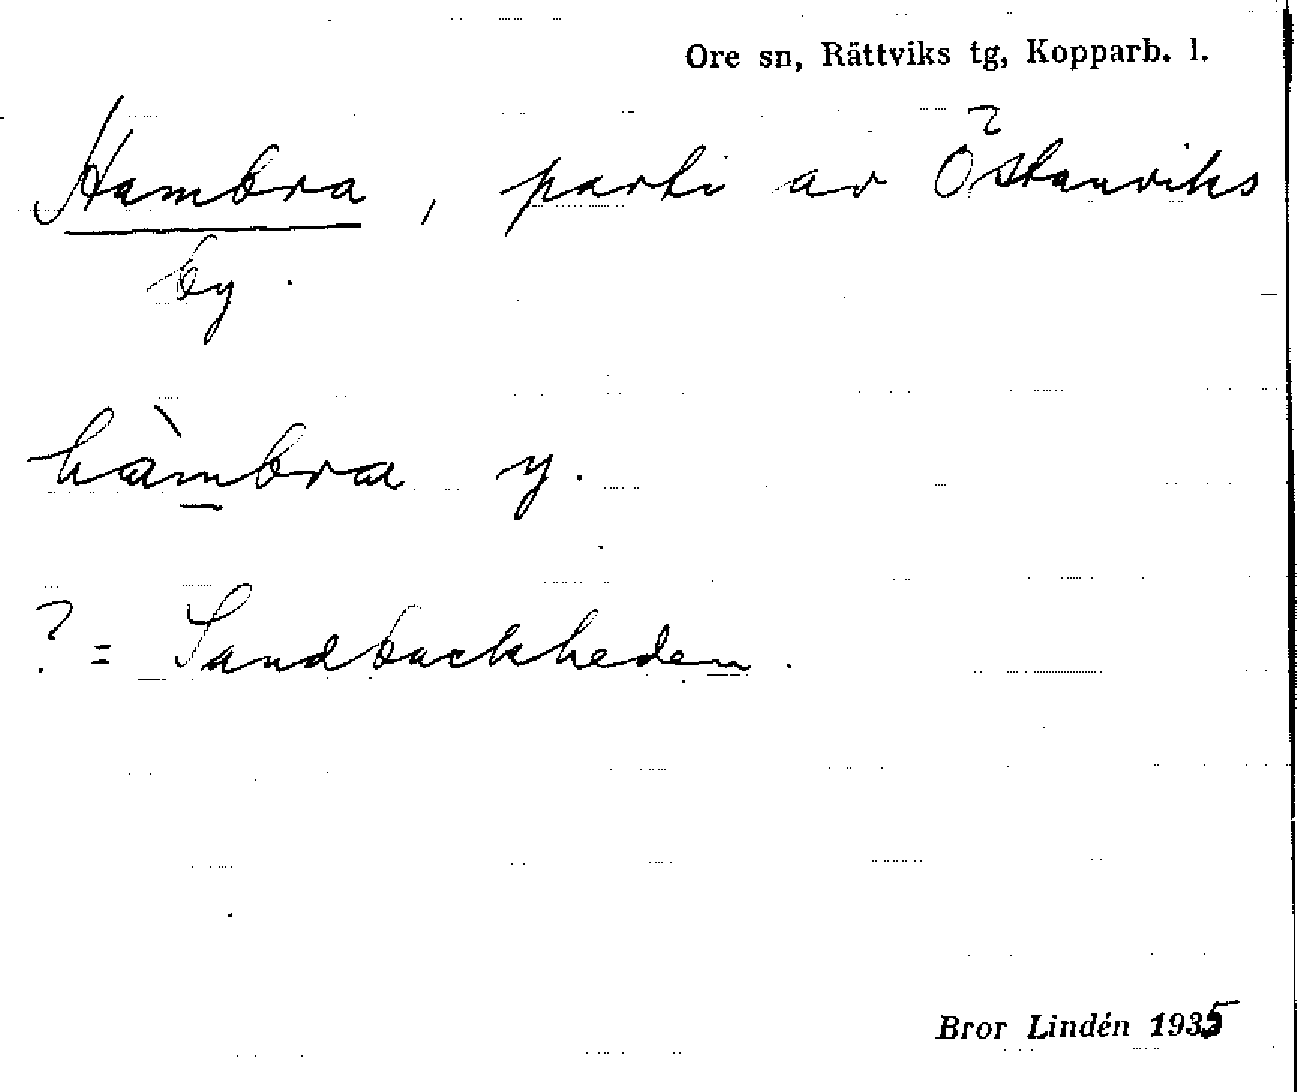 Ore sn, Rättviks tg, Kopparb. l.
Hambra, parti av Östanviks
by.
hàmbra y.
? = Sandbackheden.
Bror Lindén 1935